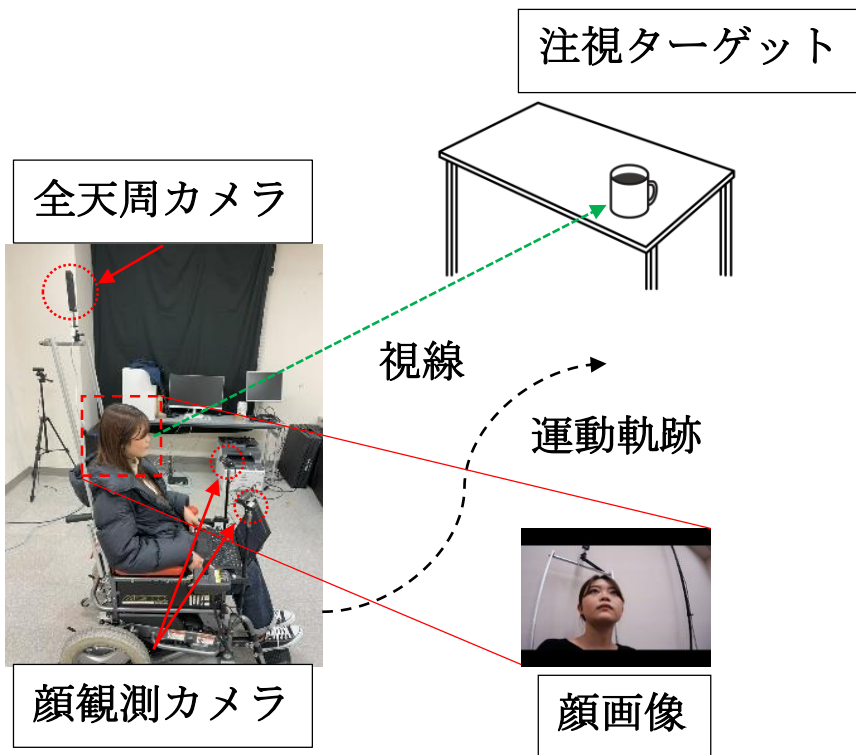 注視ターゲット
全天周カメラ
視線
運動軌跡
顔観測カメラ
顔画像